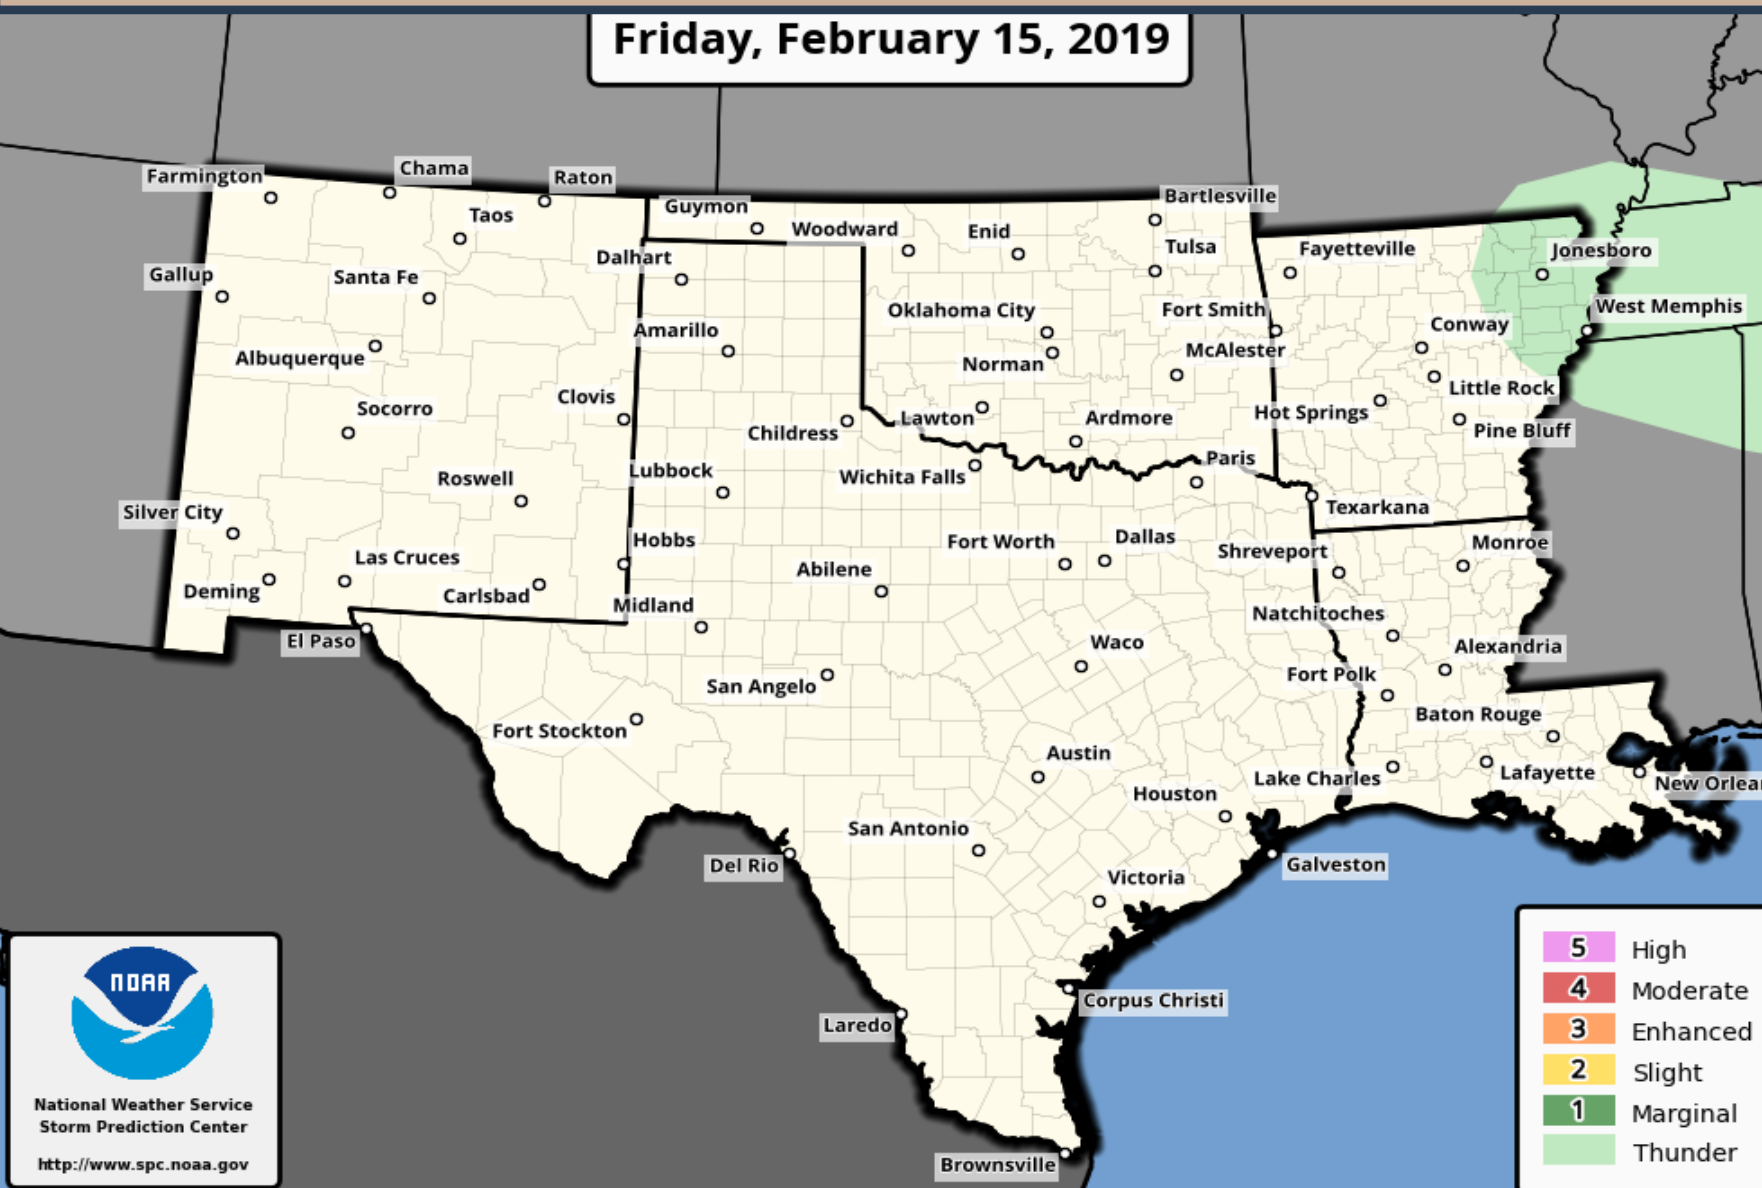 Friday, February 15, 2019
Farmington
Chama
Raton
Taos
Guymon
Woodward
Enid
Bartlesville
Tulsa
Fayetteville
Jonesboro
Gallup
Santa Fe
Dalhart
Oklahoma City
Fort Smith
West Memphis
Amarillo
Conway
Albuquerque
Norman
McAlester
Little Rock
Socorro
Clovis
Childress
Lawton
Ardmore
Hot Springs
Pine Bluff
Roswell
Lubbock
Wichita Falls
Paris
Silver City
Texarkana
Hobbs
Fort Worth
Dallas
Shreveport
Monroe
Las Cruces
Deming
Carlsbad
Midland
Abilene
Natchitoches
El Paso
Waco
Alexandria
San Angelo
Fort Polk
Fort Stockton
Baton Rouge
Austin
Lake Charles
Lafayette
New Orlea
Houston
San Antonio
Del Rio
Galveston
Victoria
Corpus Christi
Laredo
Brownsville
NOAA
National Weather Service
Storm Prediction Center
http://www.spc.noaa.gov
5 High
4 Moderate
3 Enhanced
2 Slight
1 Marginal
Thunder